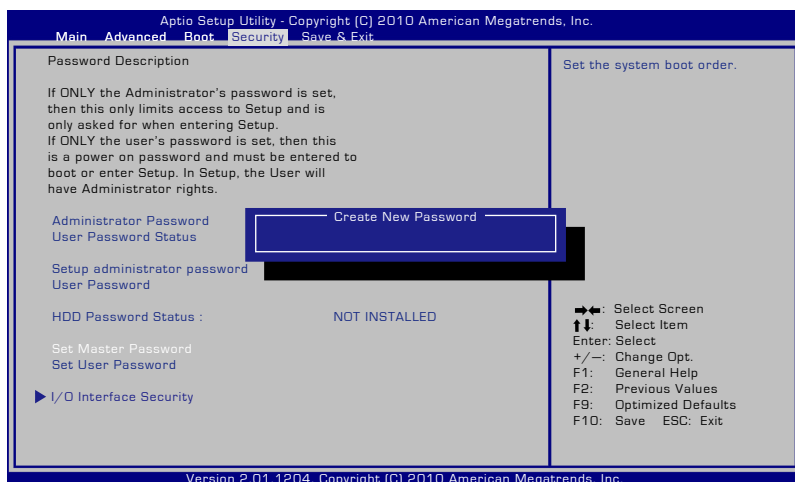 Aptio Setup Utility - Copyright (C) 2010 American Megatrends, Inc.
Main Advanced Boot Security Save & Exit
Password Description
If ONLY the Administrator's password is set,
then this only limits access to Setup and is
only asked for when entering Setup.
If ONLY the user's password is set, then this
is a power on password and must be entered to
boot or enter Setup. In Setup, the User will
have Administrator rights.
Administrator Password
User Password Status
Create New Password
Setup administrator password
User Password
HDD Password Status : NOT INSTALLED
Set Master Password
Set User Password
I/O Interface Security
Set the system boot order.
→←: Select Screen
↑↓: Select Item
Enter: Select
+/—: Change Opt.
F1: General Help
F2: Previous Values
F9: Optimized Defaults
F10: Save ESC: Exit
Version 2.01.1204. Copyright (C) 2010 American Megatrends, Inc.